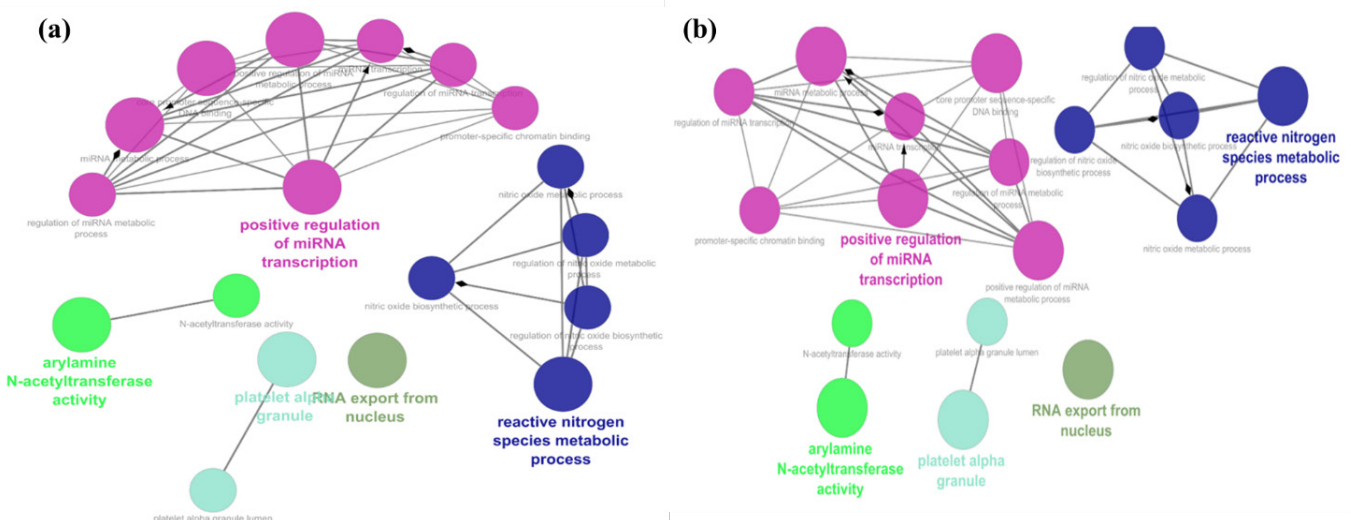 (a)
positive regulation of miRNA
metabolic process
miRNA transcription
regulation of miRNA transcription
core promoter sequence-specific
DNA binding
promoter-specific chromatin binding
miRNA metabolic process
regulation of miRNA metabolic
process
positive regulation
of miRNA
transcription
nitric oxide metabolic process
regulation of nitric oxide metabolic
process
nitric oxide biosynthetic process
regulation of nitric oxide biosynthetic
process
N-acetyltransferase activity
arylamine
N-acetyltransferase
activity
platelet alpha
granule
RNA export from
nucleus
reactive nitrogen
species metabolic
process
platelet alpha granule lumen
(b)
miRNA metabolic process
core promoter sequence-specific
DNA binding
regulation of miRNA transcription
miRNA transcription
regulation of miRNA metabolic
process
promoter-specific chromatin binding
positive regulation
of miRNA
transcription
positive regulation of miRNA
metabolic process
regulation of nitric oxide metabolic
process
reactive nitrogen
species metabolic
process
nitric oxide biosynthetic process
regulation of nitric oxide
biosynthetic process
nitric oxide metabolic process
N-acetyltransferase activity
platelet alpha granule lumen
RNA export from
nucleus
arylamine
N-acetyltransferase
activity
platelet alpha
granule